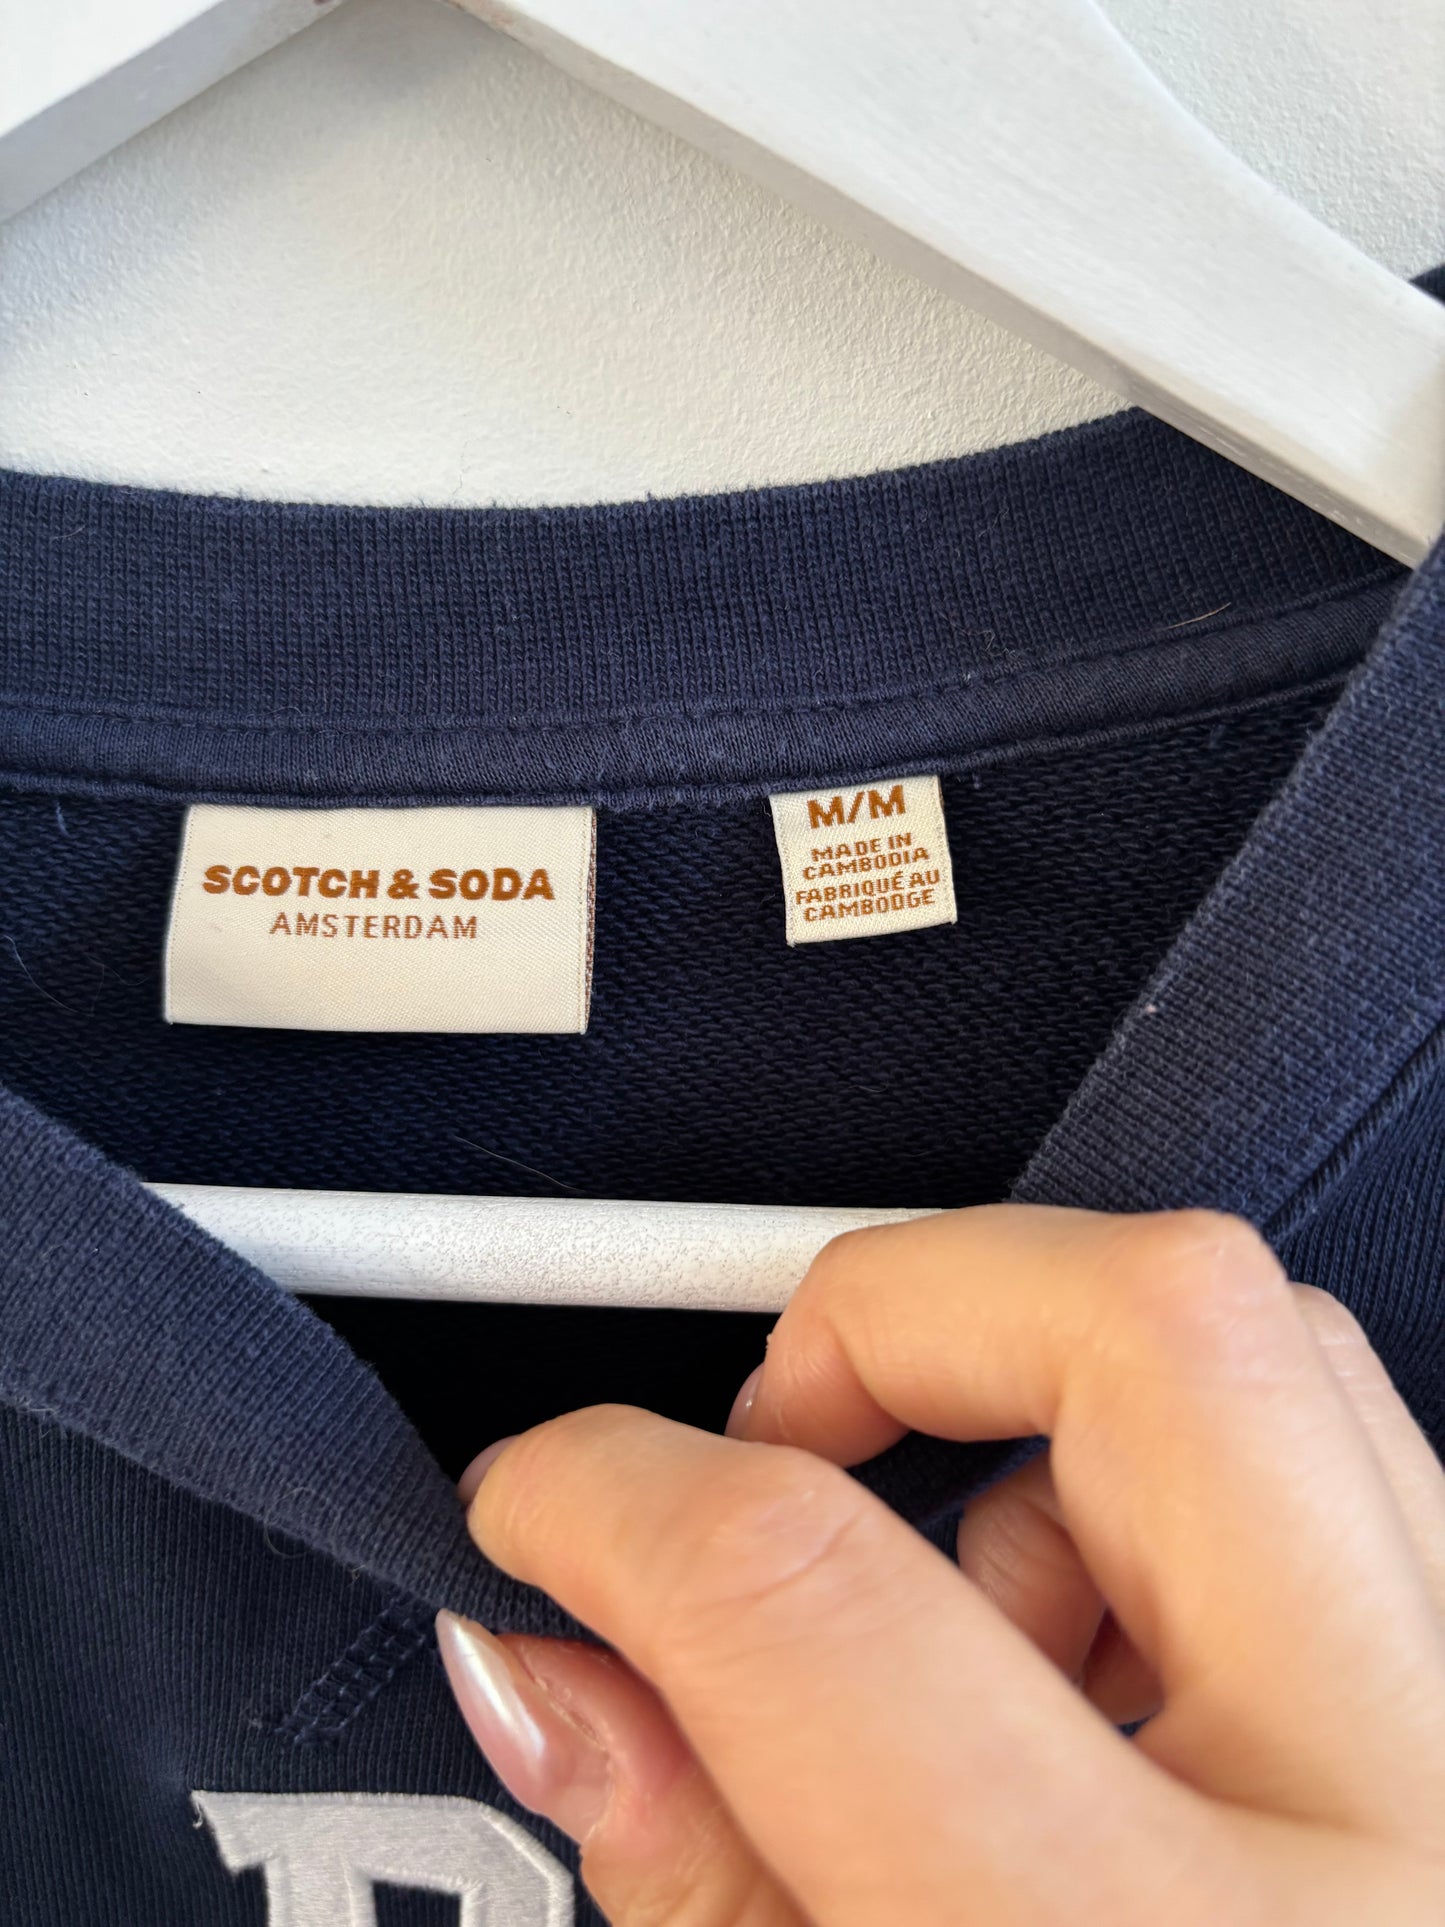 SCOTCH & SODA
AMSTERDAM
M/M
MADE IN
CAMBODIA
FABRIQUÉ AU
CAMBODGE